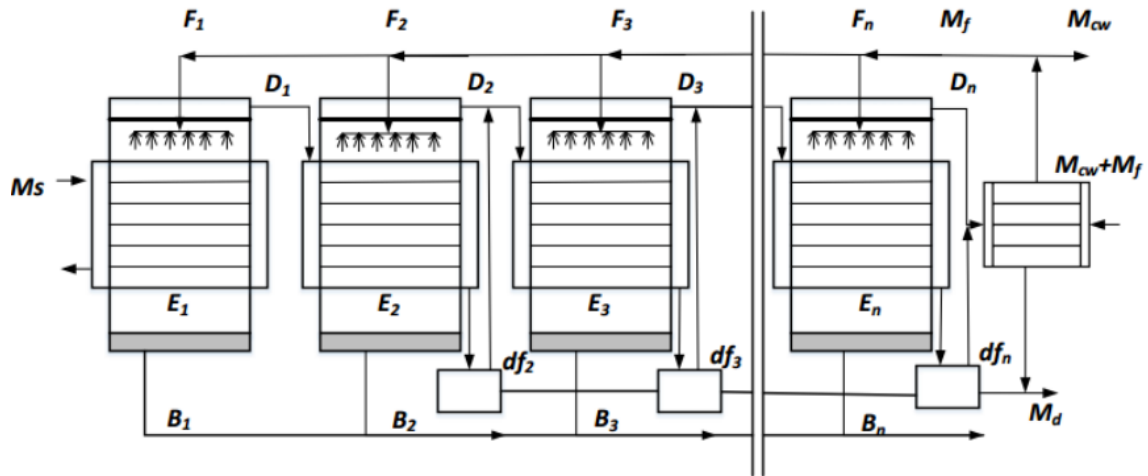 F1 F2 F3 Fn Mf Mcw
D1 D2 D3 Dn
Ms Mcw+Mf
E1 E2 E3 En
df2 df3 dfn
B1 B2 B3 Bn Md